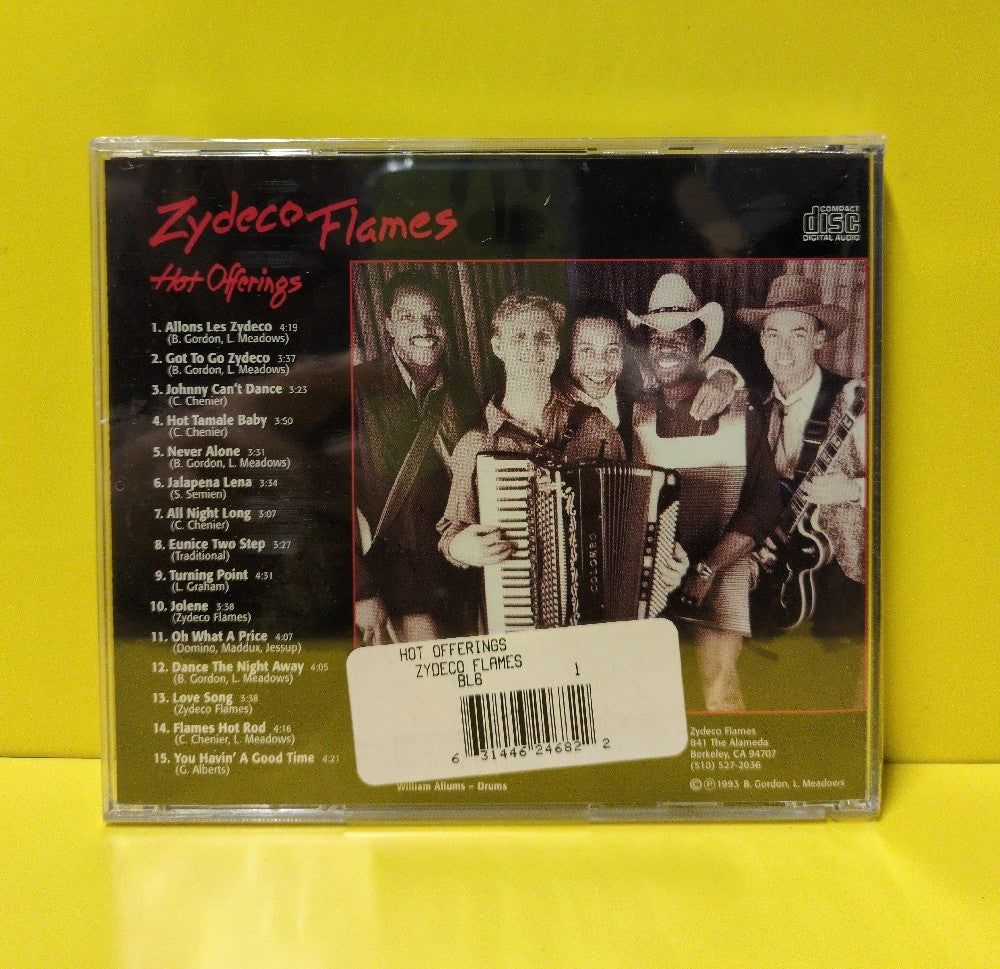 Zydeco Flames
Hot Offerings
COMPACT
disc
DIGITAL AUDIO
1. Allons Les Zydeco 4:19
(B. Gordon, L. Meadows)
2. Got To Go Zydeco 3:37
(B. Gordon, L. Meadows)
3. Johnny Can't Dance 3:23
(C. Chenier)
4. Hot Tamale Baby 3:50
(C. Chenier)
5. Never Alone 3:31
(B. Gordon, L. Meadows)
6. Jalapena Lena 3:34
(S. Semien)
7. All Night Long 3:07
(C. Chenier)
8. Eunice Two Step 3:27
(Traditional)
9. Turning Point 4:31
(L. Graham)
10. Jolene 3:38
(Zydeco Flames)
11. Oh What A Price 4:07
(Domino, Maddux, Jessup)
12. Dance The Night Away 4:05
(B. Gordon, L. Meadows)
13. Love Song 3:38
(Zydeco Flames)
14. Flames Hot Rod 4:16
(C. Chenier, L. Meadows)
15. You Havin' A Good Time 4:21
(G. Alberts)
COLOMBO
HOT OFFERINGS
ZYDECO FLAMES
BL6 1
6 31446 24682 2
William Allums – Drums
Zydeco Flames
841 The Alameda
Berkeley, CA 94707
(510) 527-2036
©℗1993 B. Gordon, L. Meadows